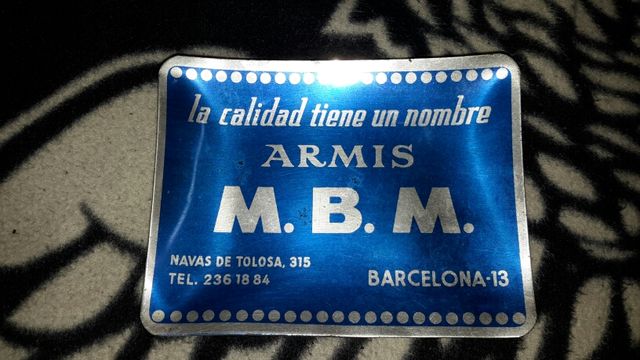 la calidad tiene un nombre
ARMIS
M. B. M.
NAVAS DE TOLOSA, 315
TEL. 236 18 84
BARCELONA-13